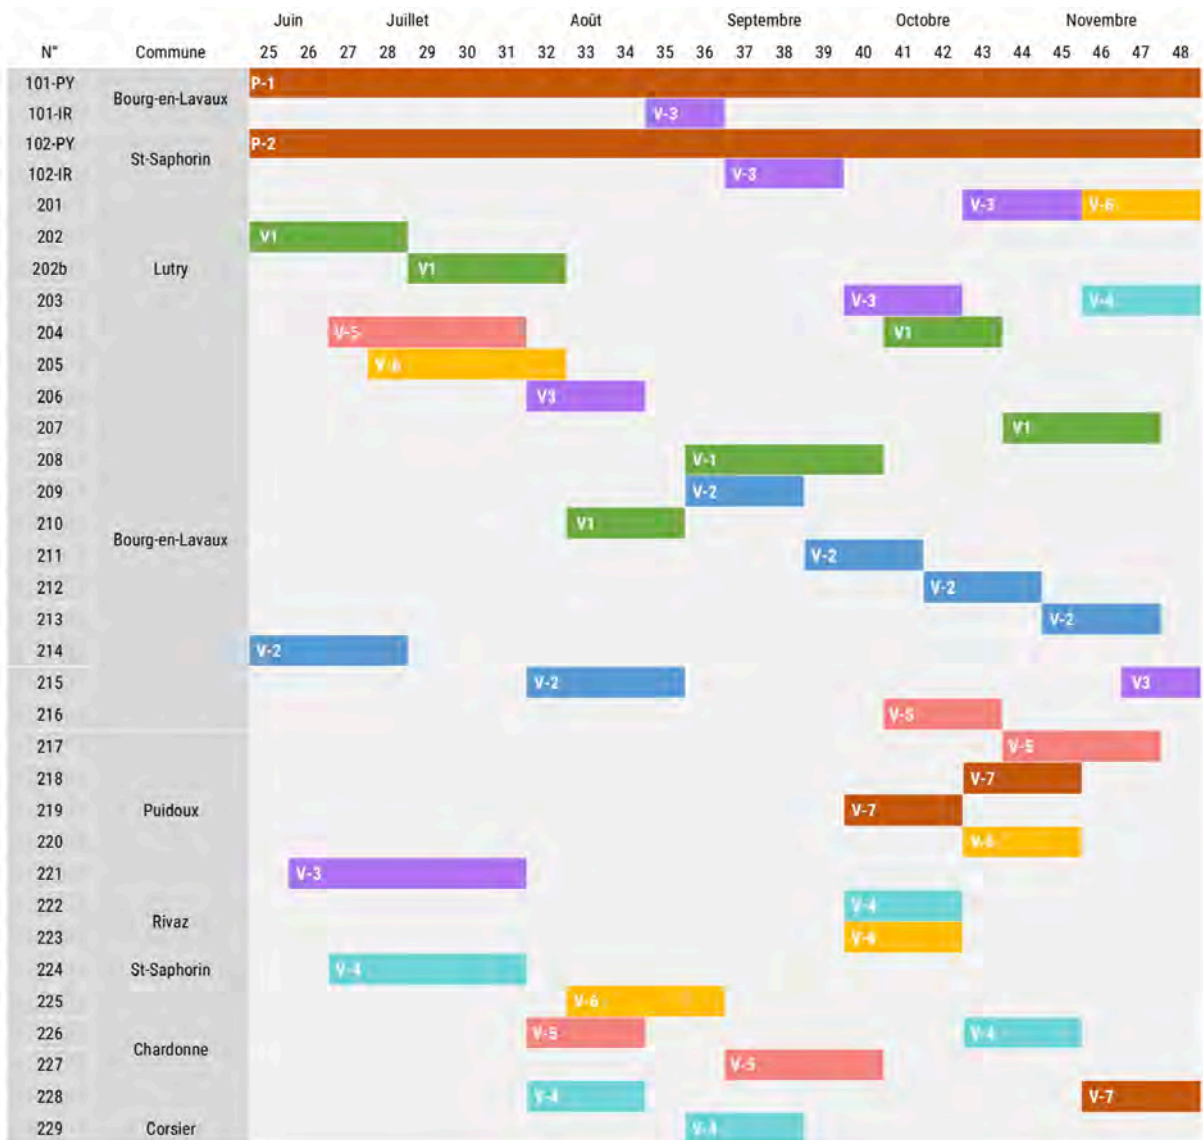 Juin Juillet Août Septembre Octobre Novembre
N° Commune 25 26 27 28 29 30 31 32 33 34 35 36 37 38 39 40 41 42 43 44 45 46 47 48
101-PY P-1
Bourg-en-Lavaux
101-IR V-3
102-PY P-2
St-Saphorin
102-IR V-3
201 V-3 V-6
202 V1
202b Lutry V1
203 V-3 V-4
204 V-5 V1
205 V-6
206 V3
207 V1
208 V-1
209 V-2
210 V1
Bourg-en-Lavaux
211 V-2
212 V-2
213 V-2
214 V-2
215 V-2 V3
216 V-5
217 V-5
218 V-7
219 Puidoux V-7
220 V-6
221 V-3
222 V-4
Rivaz
223 V-6
224 St-Saphorin V-4
225 V-6
226 V-5 V-4
Chardonne
227 V-5
228 V-4 V-7
229 Corsier V-4